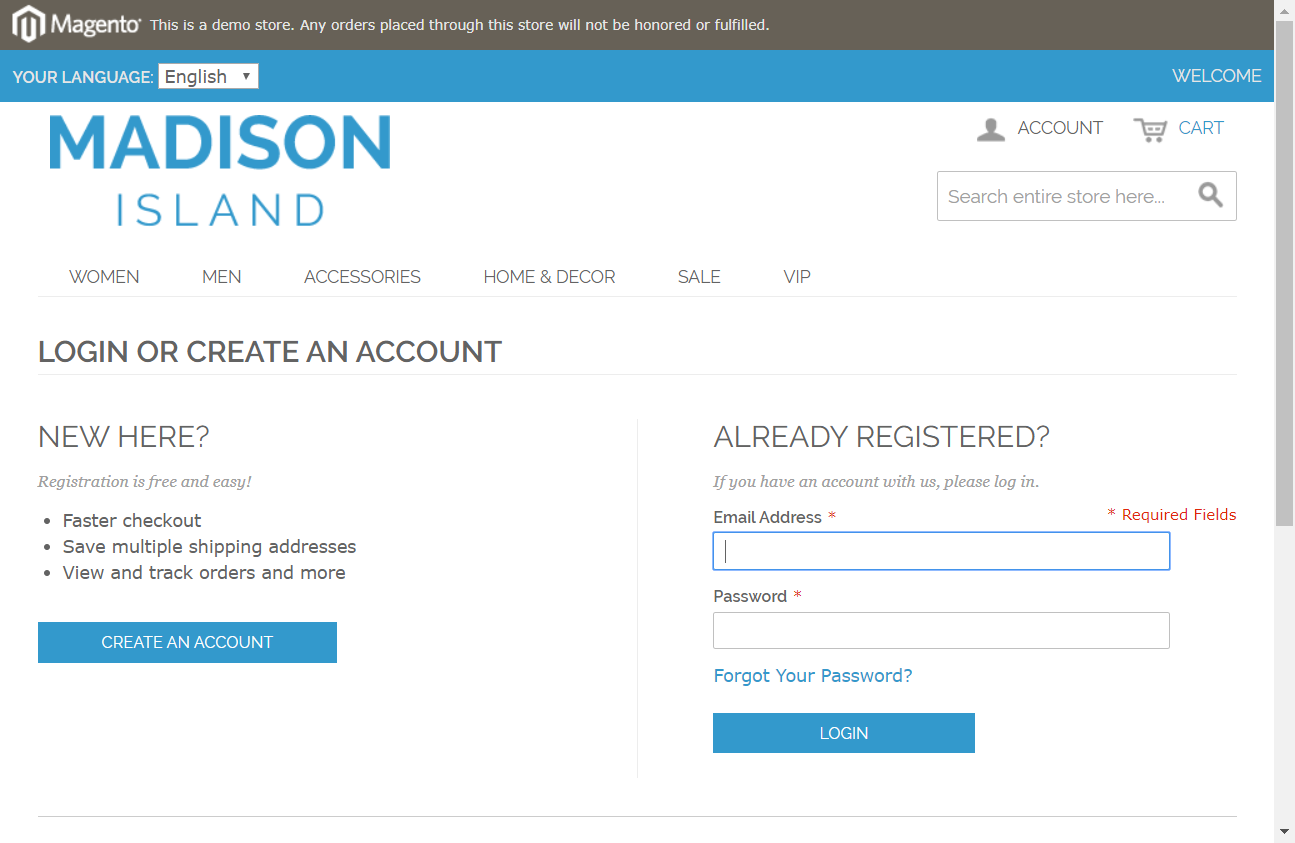 Magento This is a demo store. Any orders placed through this store will not be honored or fulfilled.
YOUR LANGUAGE: English WELCOME
MADISON
ISLAND
ACCOUNT CART
Search entire store here...
WOMEN MEN ACCESSORIES HOME & DECOR SALE VIP
LOGIN OR CREATE AN ACCOUNT
NEW HERE?
Registration is free and easy!
• Faster checkout
• Save multiple shipping addresses
• View and track orders and more
CREATE AN ACCOUNT
ALREADY REGISTERED?
If you have an account with us, please log in.
* Required Fields
Email Address *
Password *
Forgot Your Password?
LOGIN